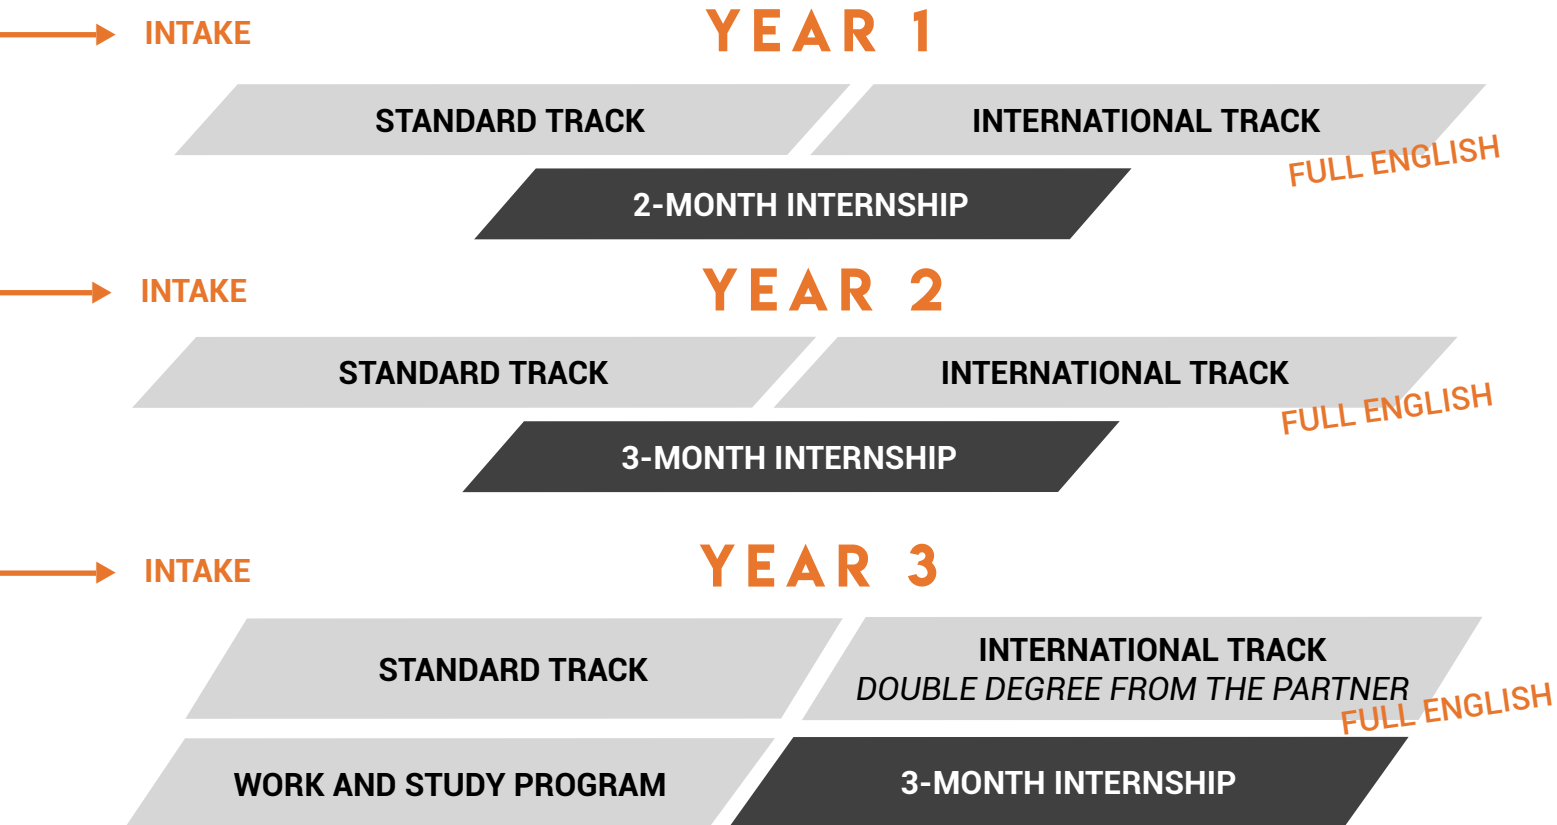 INTAKE
YEAR 1
STANDARD TRACK
INTERNATIONAL TRACK
FULL ENGLISH
2-MONTH INTERNSHIP
INTAKE
YEAR 2
STANDARD TRACK
INTERNATIONAL TRACK
FULL ENGLISH
3-MONTH INTERNSHIP
INTAKE
YEAR 3
STANDARD TRACK
INTERNATIONAL TRACK
DOUBLE DEGREE FROM THE PARTNER
FULL ENGLISH
WORK AND STUDY PROGRAM
3-MONTH INTERNSHIP